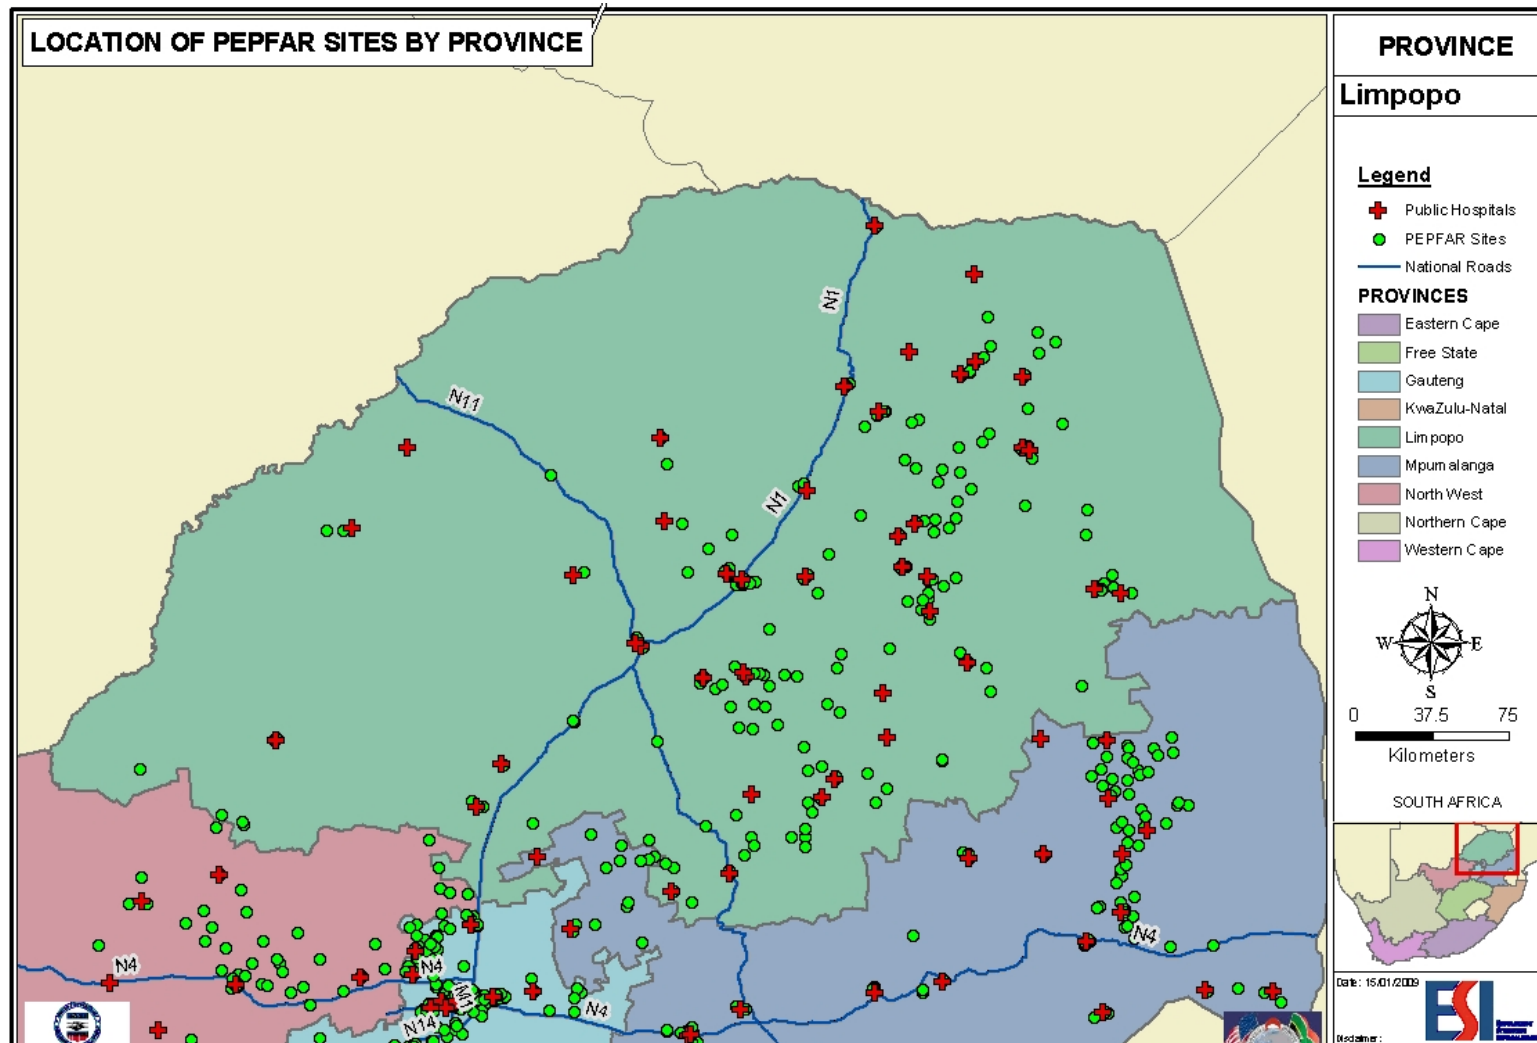 LOCATION OF PEPFAR SITES BY PROVINCE
PROVINCE
Limpopo
Legend
Public Hospitals
PEPFAR Sites
National Roads
PROVINCES
Eastern Cape
Free State
Gauteng
KwaZulu-Natal
Limpopo
Mpumalanga
North West
Northern Cape
Western Cape
N
W
E
S
0 37.5 75
Kilometers
SOUTH AFRICA
Date: 15/01/2009
ESI
Disclaimer:
N1
N11
N1
N4
N4
N4
N1
N14
N4